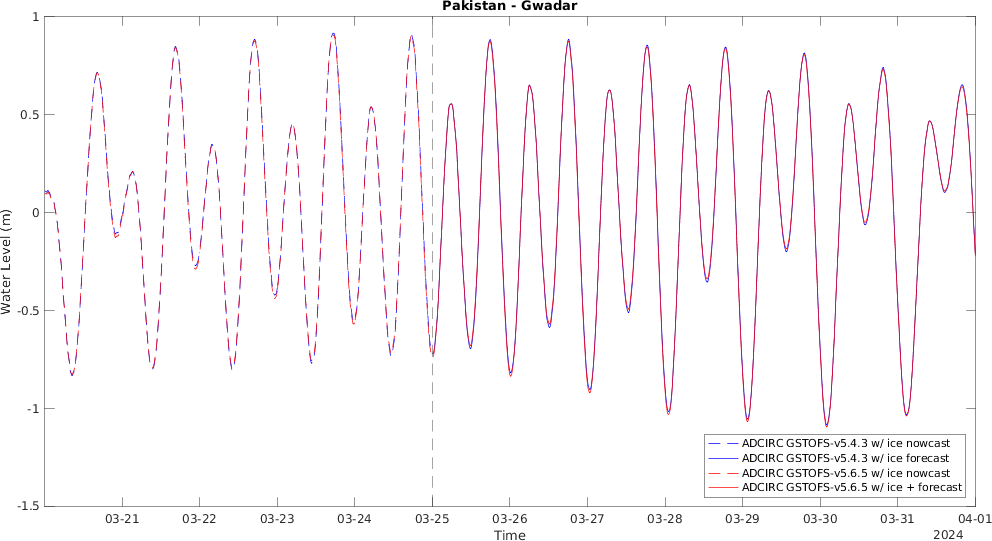 Pakistan - Gwadar
1
0.5
0
-0.5
-1
-1.5
Water Level (m)
03-21 03-22 03-23 03-24 03-25 03-26 03-27 03-28 03-29 03-30 03-31 04-01
Time
2024
ADCIRC GSTOFS-v5.4.3 w/ ice nowcast
ADCIRC GSTOFS-v5.4.3 w/ ice forecast
ADCIRC GSTOFS-v5.6.5 w/ ice nowcast
ADCIRC GSTOFS-v5.6.5 w/ ice + forecast